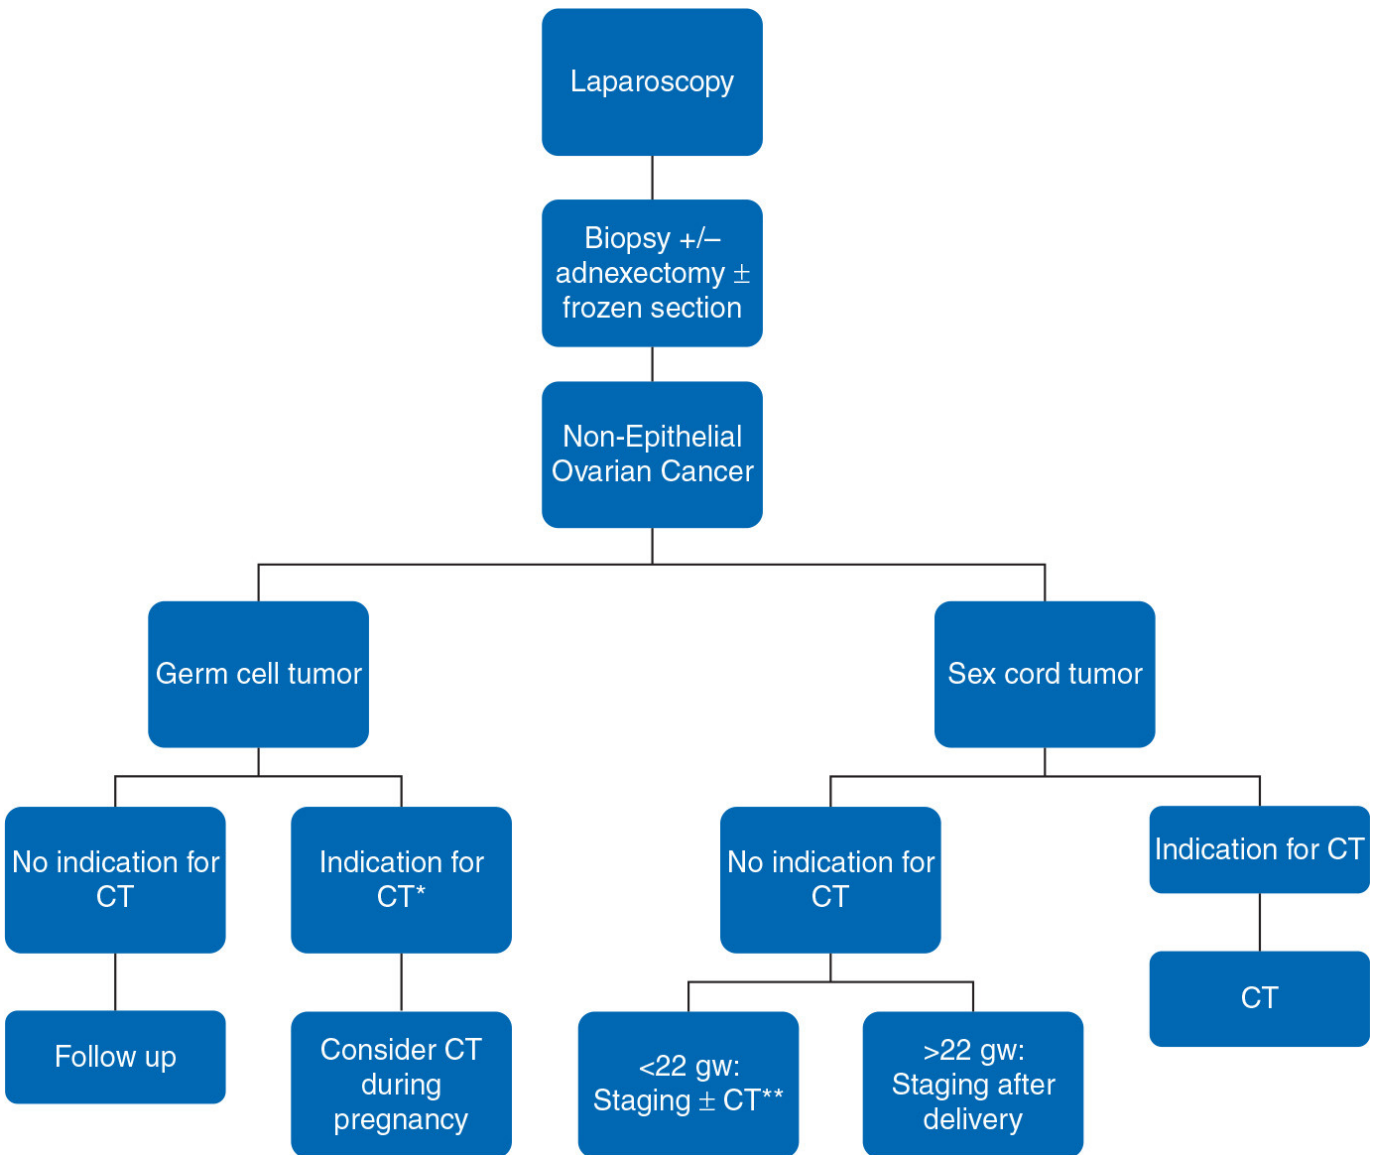 Laparoscopy
Biopsy +/–
adnexectomy ±
frozen section
Non-Epithelial
Ovarian Cancer
Germ cell tumor
Sex cord tumor
No indication for
CT
Indication for
CT*
No indication for
CT
Indication for CT
Follow up
Consider CT
during
pregnancy
<22 gw:
Staging ± CT**
>22 gw:
Staging after
delivery
CT